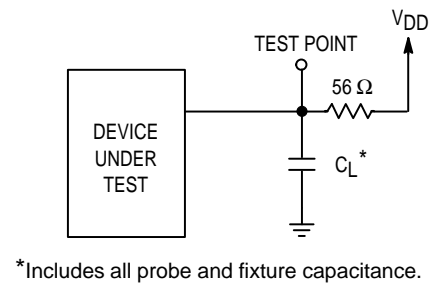 VDD
TEST POINT
56 Ω
DEVICE
UNDER
TEST
CL*
*Includes all probe and fixture capacitance.